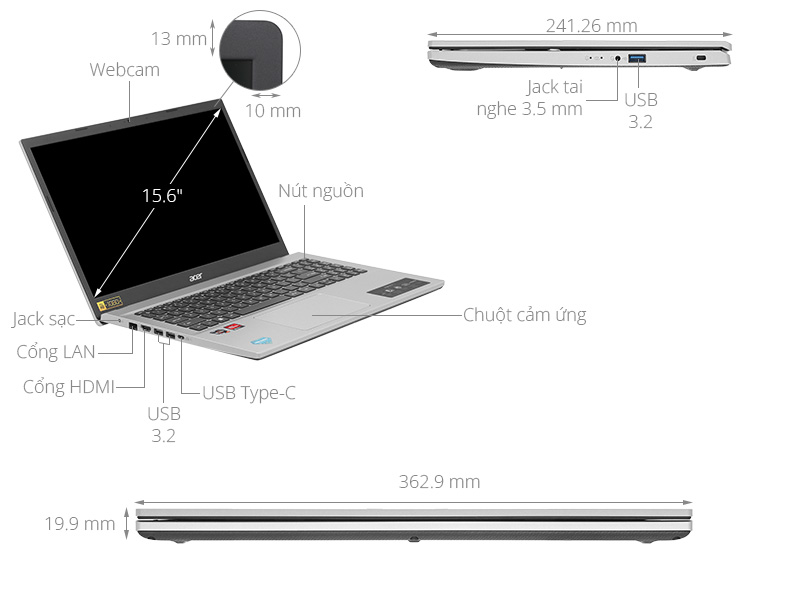 13 mm
10 mm
Webcam
15.6"
acer
Nút nguồn
241.26 mm
Jack tai
nghe 3.5 mm
USB
3.2
Jack sạc
Cổng LAN
Cổng HDMI
USB
3.2
USB Type-C
Chuột cảm ứng
362.9 mm
19.9 mm